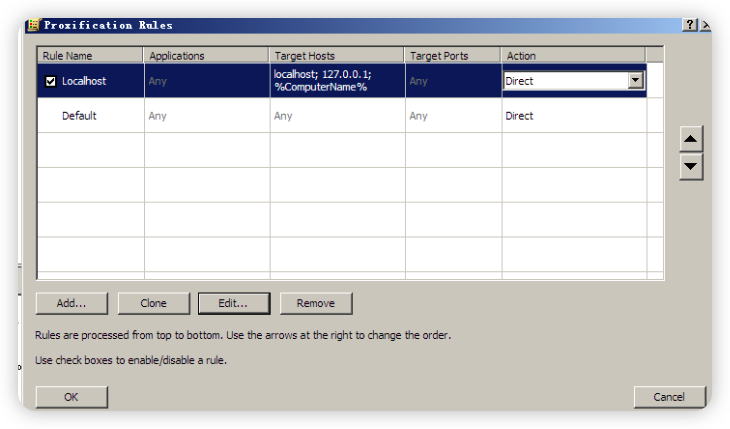 Proxification Rules
Rule Name Applications Target Hosts Target Ports Action
Localhost Any localhost; 127.0.0.1; %ComputerName% Any Direct
Default Any Any Any Direct
Add... Clone Edit... Remove
Rules are processed from top to bottom. Use the arrows at the right to change the order.
Use check boxes to enable/disable a rule.
OK Cancel